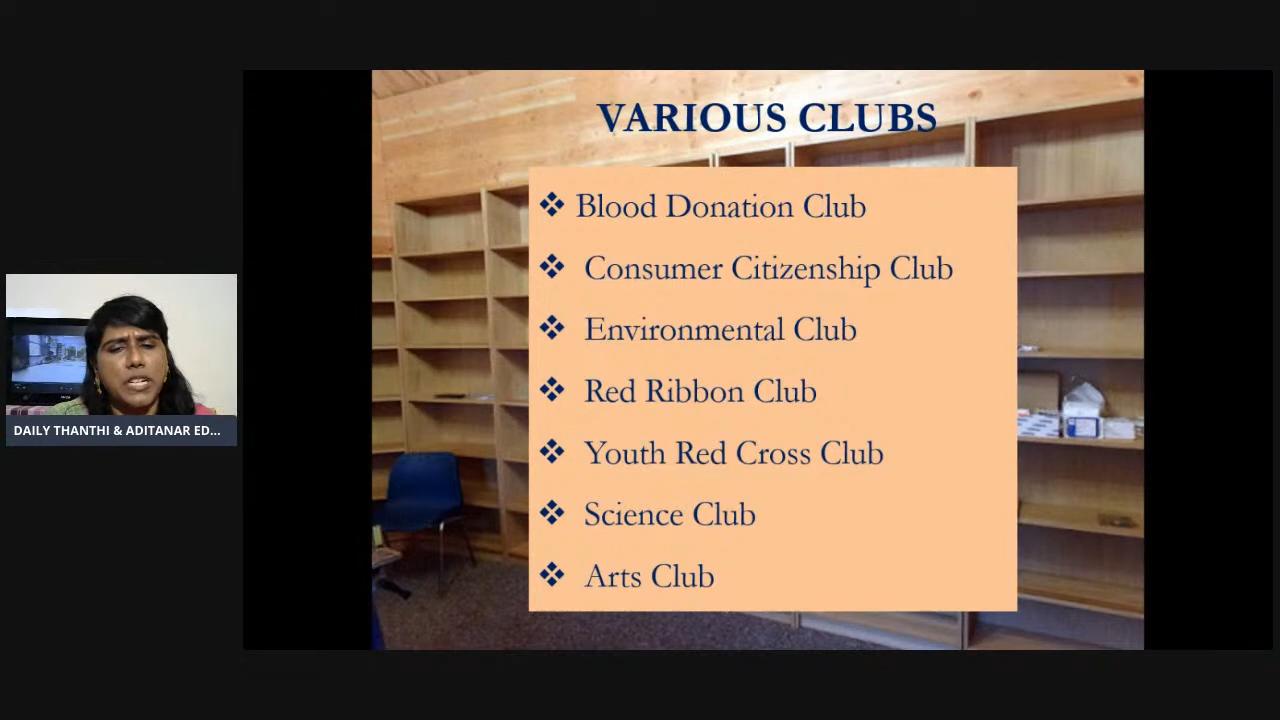 VARIOUS CLUBS
❖ Blood Donation Club
❖ Consumer Citizenship Club
❖ Environmental Club
❖ Red Ribbon Club
❖ Youth Red Cross Club
❖ Science Club
❖ Arts Club
DAILY THANTHI & ADITANAR ED...